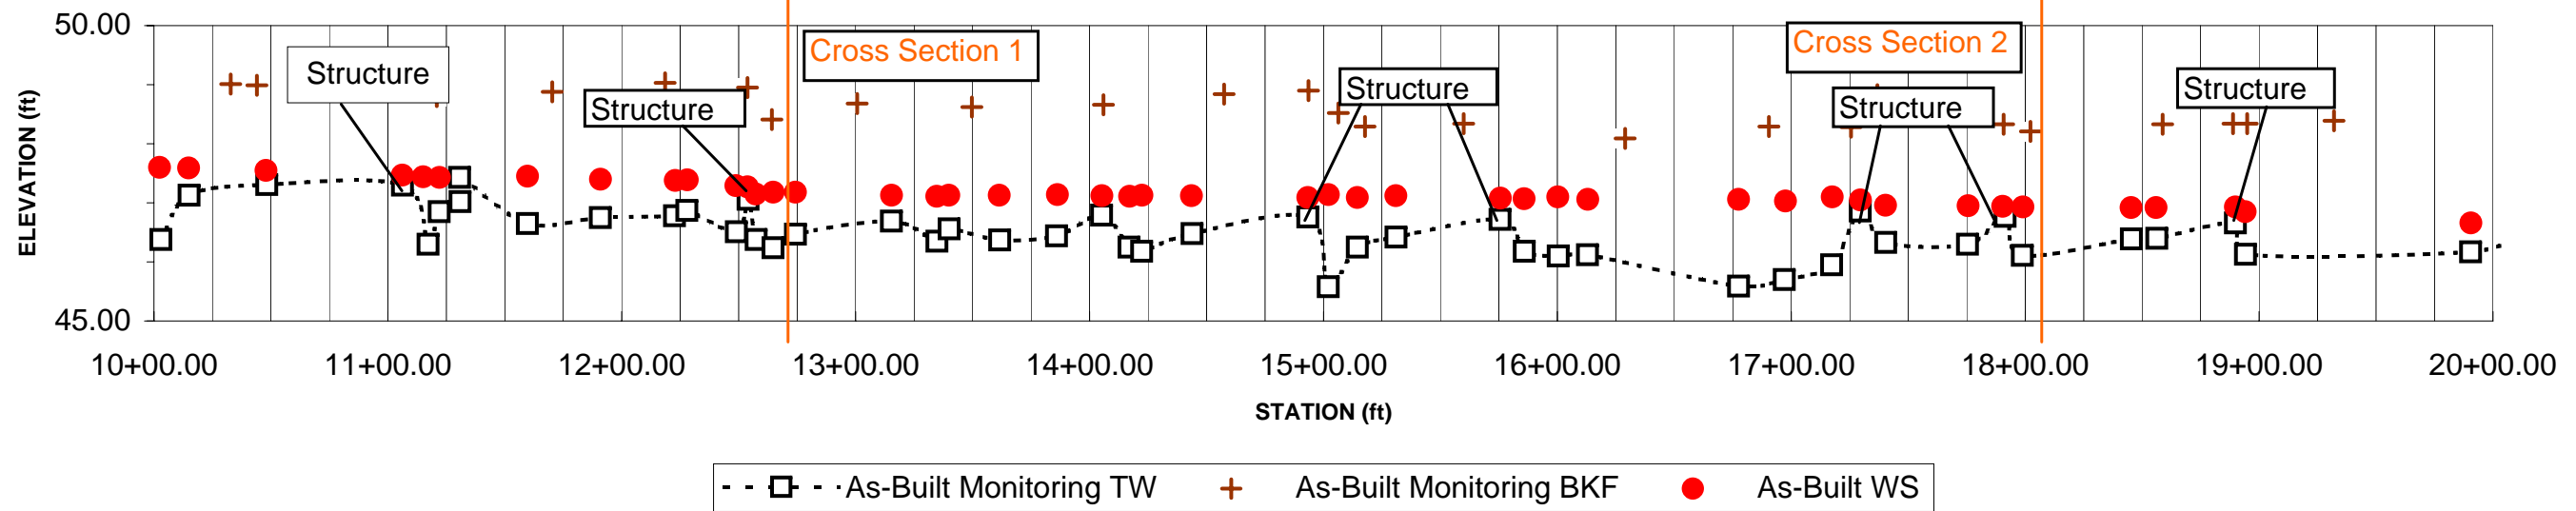 50.00
Cross Section 1
Cross Section 2
Structure
Structure
Structure
Structure
Structure
ELEVATION (ft)
45.00
10+00.00 11+00.00 12+00.00 13+00.00 14+00.00 15+00.00 16+00.00 17+00.00 18+00.00 19+00.00 20+00.00
STATION (ft)
As-Built Monitoring TW As-Built Monitoring BKF As-Built WS